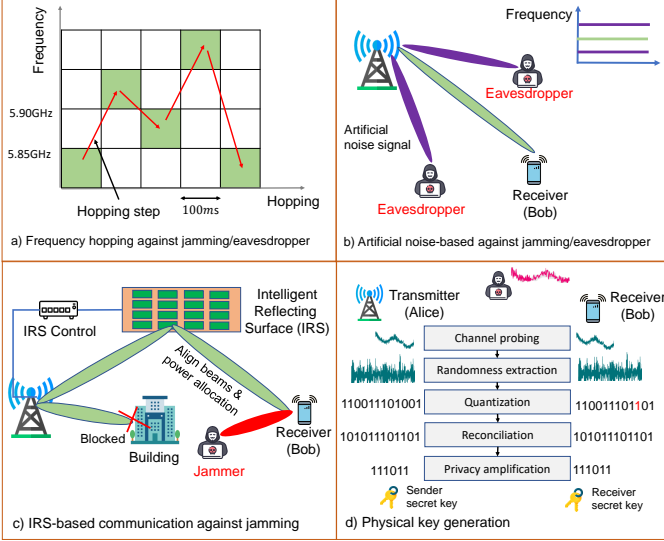 Frequency
5.90GHz
5.85GHz
Hopping
Hopping step
100ms
a) Frequency hopping against jamming/eavesdropper
Frequency
Eavesdropper
Artificial
noise signal
Eavesdropper
Receiver
(Bob)
b) Artificial noise-based against jamming/eavesdropper
IRS Control
Intelligent
Reflecting
Surface (IRS)
Align beams &
power allocation
Blocked
Building
Jammer
Receiver
(Bob)
c) IRS-based communication against jamming
Transmitter
(Alice)
Receiver
(Bob)
Channel probing
Randomness extraction
110011101001
Quantization
110011101101
101011101101
Reconciliation
101011101101
111011
Privacy amplification
111011
Sender
secret key
Receiver
secret key
d) Physical key generation